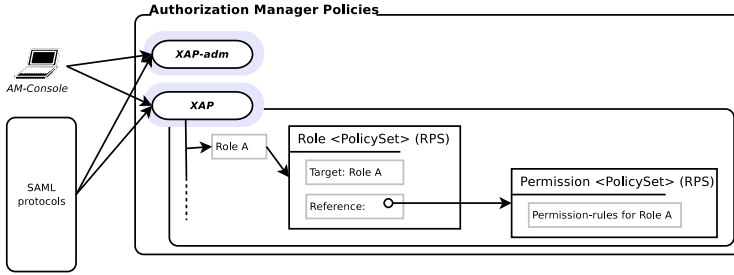 Authorization Manager Policies
XAP-adm
AM-Console
XAP
Role A
Role <PolicySet> (RPS)
Target: Role A
Reference:
SAML
protocols
Permission <PolicySet> (RPS)
Permission-rules for Role A